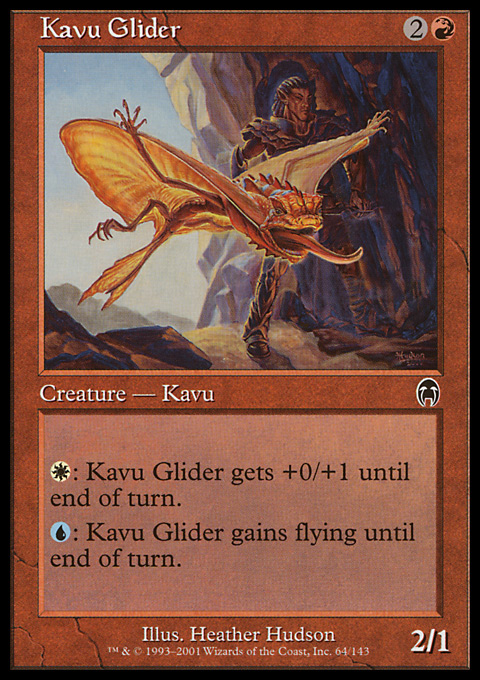 Kavu Glider 2
Creature — Kavu
: Kavu Glider gets +0/+1 until
end of turn.
: Kavu Glider gains flying until
end of turn.
Illus. Heather Hudson
™ & © 1993–2001 Wizards of the Coast, Inc. 64/143
2/1